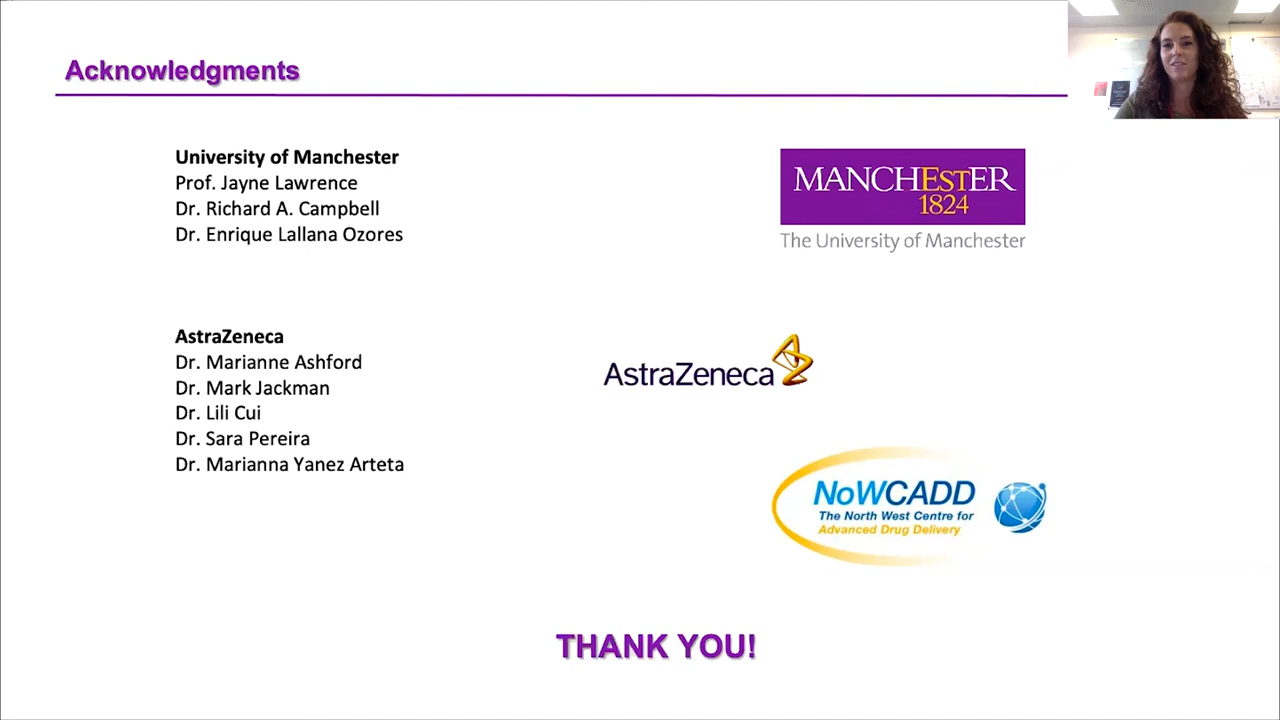 Acknowledgments
University of Manchester
Prof. Jayne Lawrence
Dr. Richard A. Campbell
Dr. Enrique Lallana Ozores
MANCHESTER
1824
The University of Manchester
AstraZeneca
Dr. Marianne Ashford
Dr. Mark Jackman
Dr. Lili Cui
Dr. Sara Pereira
Dr. Marianna Yanez Arteta
AstraZeneca
NoWCADD
The North West Centre for
Advanced Drug Delivery
THANK YOU!